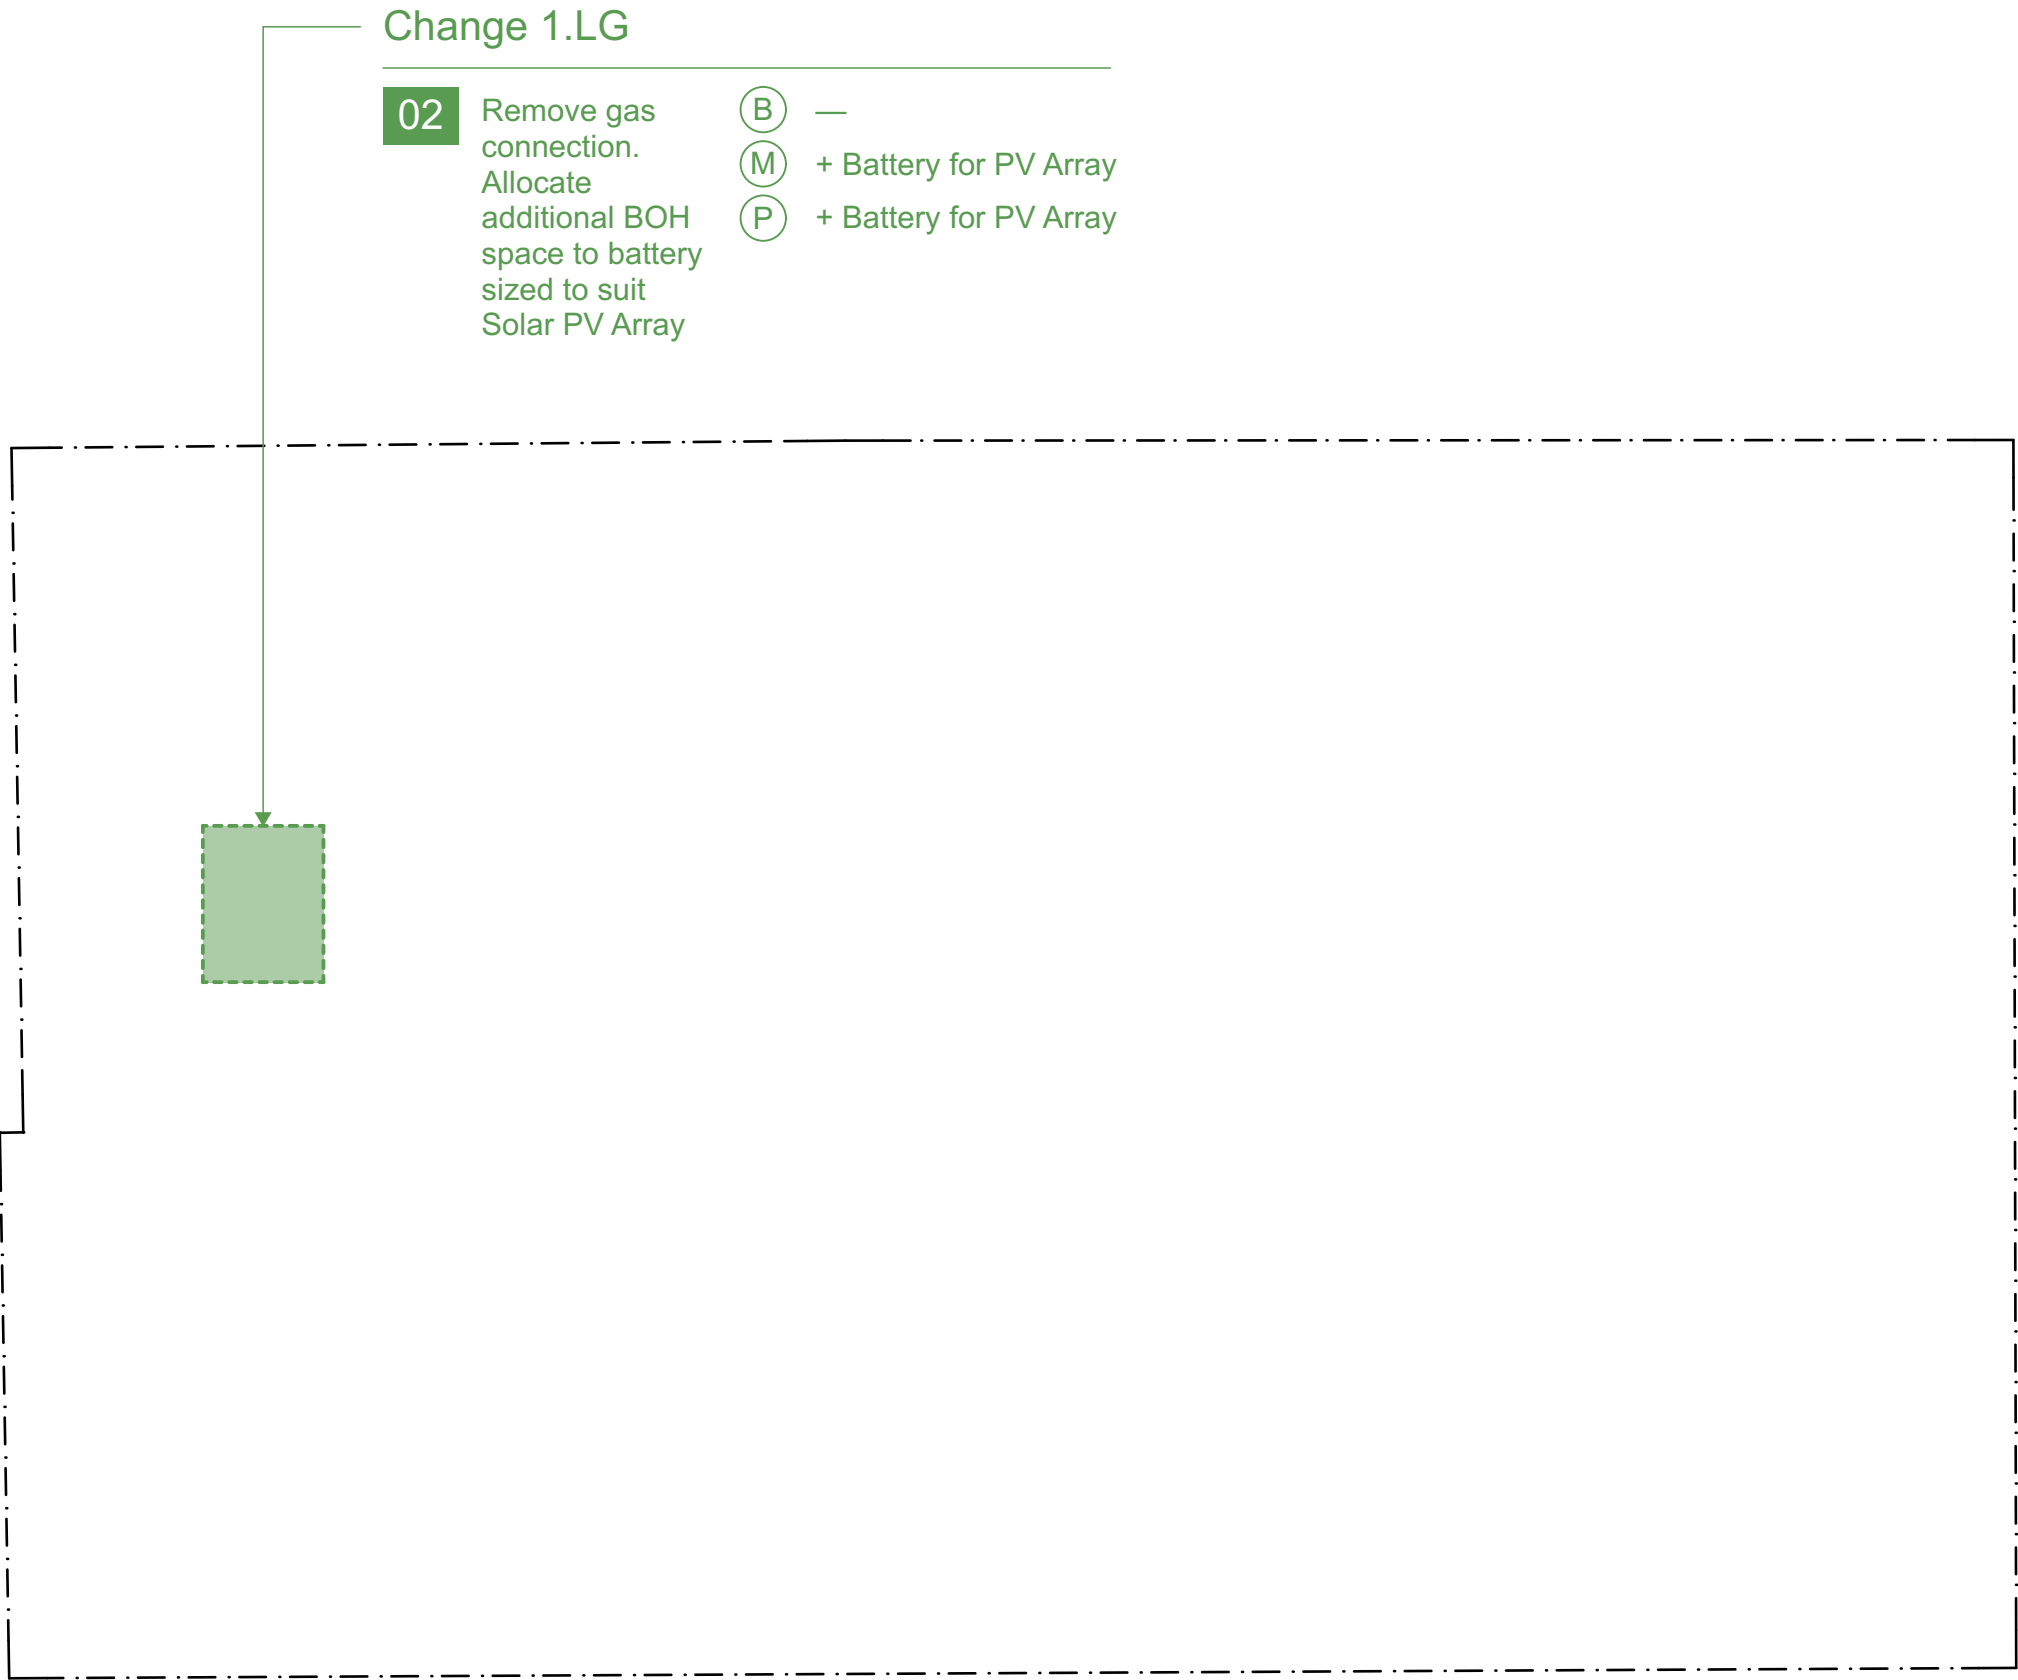 Change 1.LG
02
Remove gas
connection.
Allocate
additional BOH
space to battery
sized to suit
Solar PV Array
B —
M + Battery for PV Array
P + Battery for PV Array